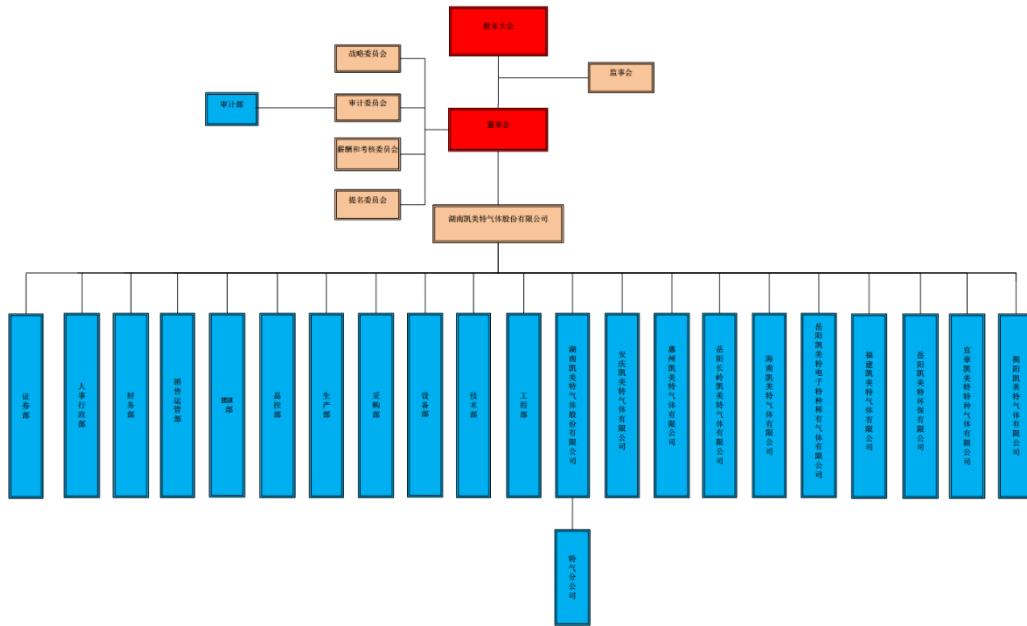 股东大会
战略委员会
监事会
审计部
审计委员会
董事会
薪酬和考核委员会
提名委员会
湖南凯美特气体股份有限公司
证券部
人事行政部
财务部
销售运管部
部
品控部
生产部
采购部
设备部
技术部
工程部
湖南凯美特气体股份有限公司
安庆凯美特气体有限公司
惠州凯美特气体有限公司
岳阳长岭凯美特气体有限公司
海南凯美特气体有限公司
岳阳凯美特电子特种稀有气体有限公司
福建凯美特气体有限公司
岳阳凯美特环保有限公司
宜章凯美特特种气体有限公司
揭阳凯美特气体有限公司
特气分公司